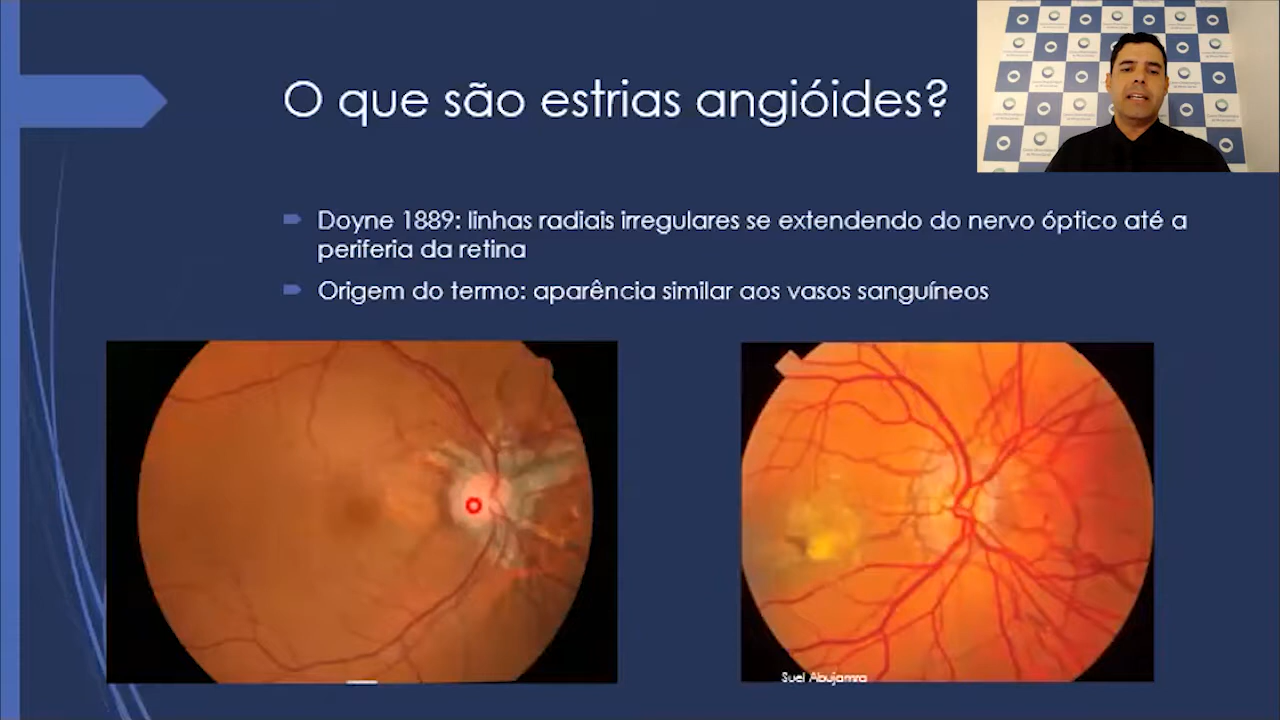 O que são estrias angióides?
Doyne 1889: linhas radiais irregulares se extendendo do nervo óptico até a
periferia da retina
Origem do termo: aparência similar aos vasos sanguíneos
Suel Abujamra